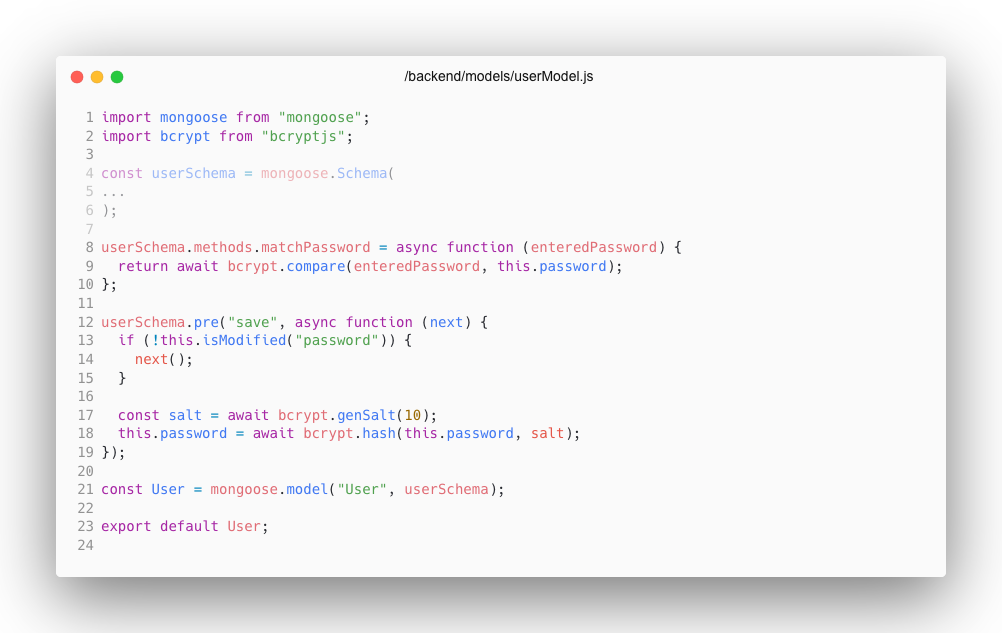 /backend/models/userModel.js
1 import mongoose from "mongoose";
2 import bcrypt from "bcryptjs";
3
4 const userSchema = mongoose.Schema(
5 ...
6 );
7
8 userSchema.methods.matchPassword = async function (enteredPassword) {
9   return await bcrypt.compare(enteredPassword, this.password);
10 };
11
12 userSchema.pre("save", async function (next) {
13   if (!this.isModified("password")) {
14     next();
15   }
16
17   const salt = await bcrypt.genSalt(10);
18   this.password = await bcrypt.hash(this.password, salt);
19 });
20
21 const User = mongoose.model("User", userSchema);
22
23 export default User;
24